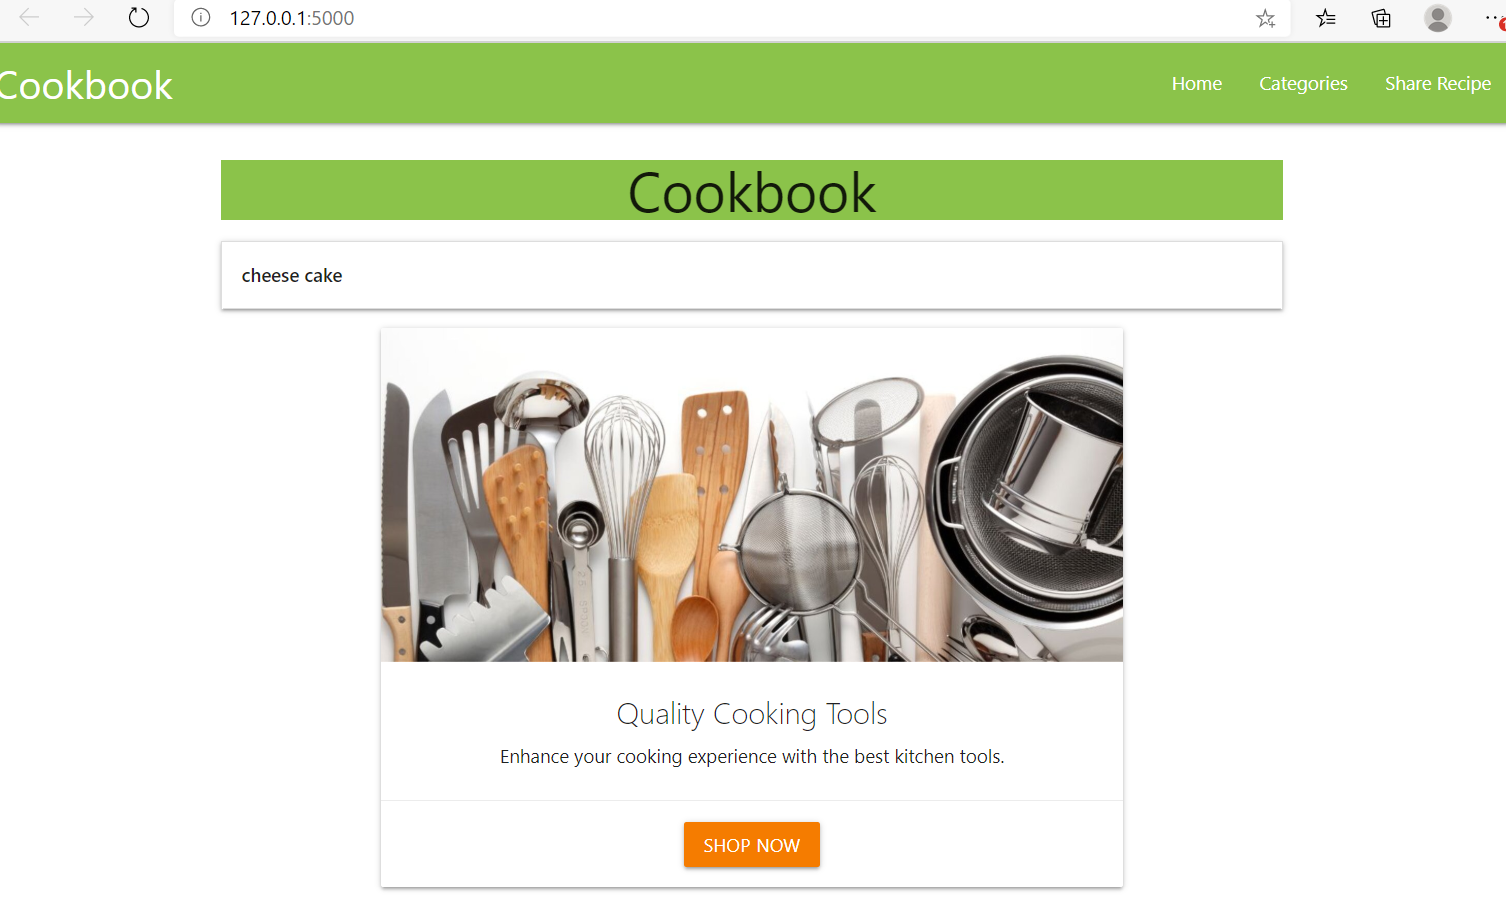 127.0.0.1:5000
Cookbook
Home Categories Share Recipe
Cookbook
cheese cake
Quality Cooking Tools
Enhance your cooking experience with the best kitchen tools.
SHOP NOW